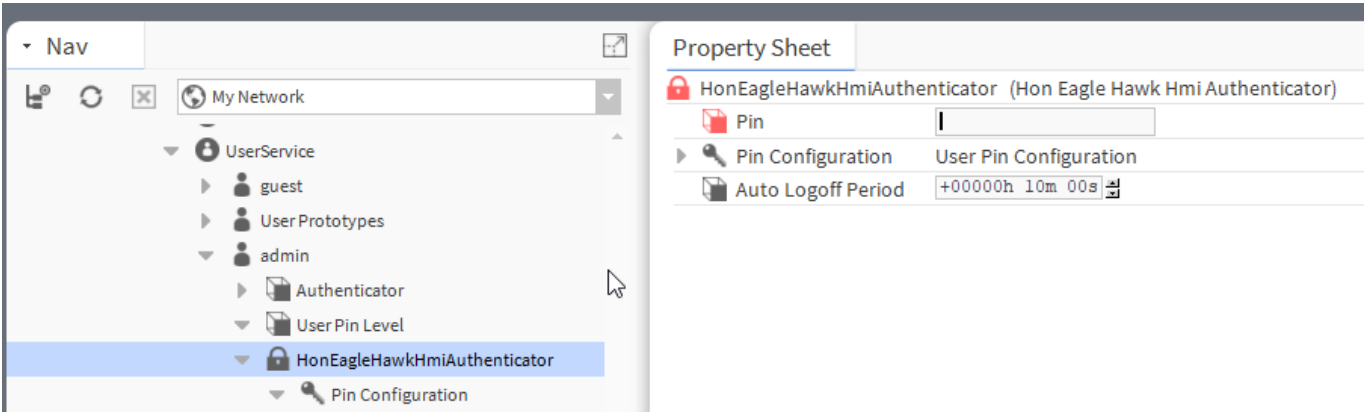 Nav
My Network
UserService
guest
User Prototypes
admin
Authenticator
User Pin Level
HonEagleHawkHmiAuthenticator
Pin Configuration
Property Sheet
HonEagleHawkHmiAuthenticator (Hon Eagle Hawk Hmi Authenticator)
Pin
Pin Configuration User Pin Configuration
Auto Logoff Period +00000h 10m 00s